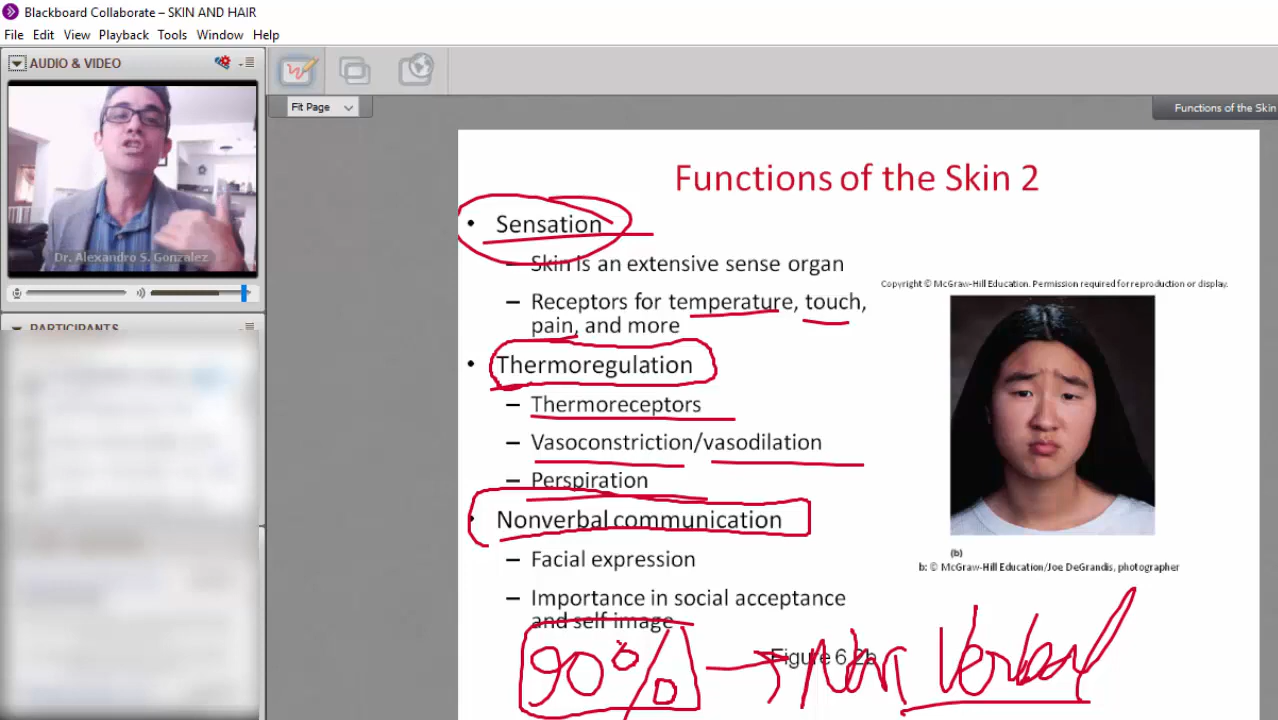 Blackboard Collaborate – SKIN AND HAIR
File Edit View Playback Tools Window Help
AUDIO & VIDEO
Fit Page
Functions of the Skin
Dr. Alexandro S. Gonzalez
PARTICIPANTS
Functions of the Skin 2
• Sensation
– Skin is an extensive sense organ
– Receptors for temperature, touch,
pain, and more
• Thermoregulation
– Thermoreceptors
– Vasoconstriction/vasodilation
– Perspiration
• Nonverbal communication
– Facial expression
– Importance in social acceptance
and self image
Copyright © McGraw-Hill Education. Permission required for reproduction or display.
(b)
b: © McGraw-Hill Education/Joe DeGrandis, photographer
Figure 6.2b
90% → Non Verbal